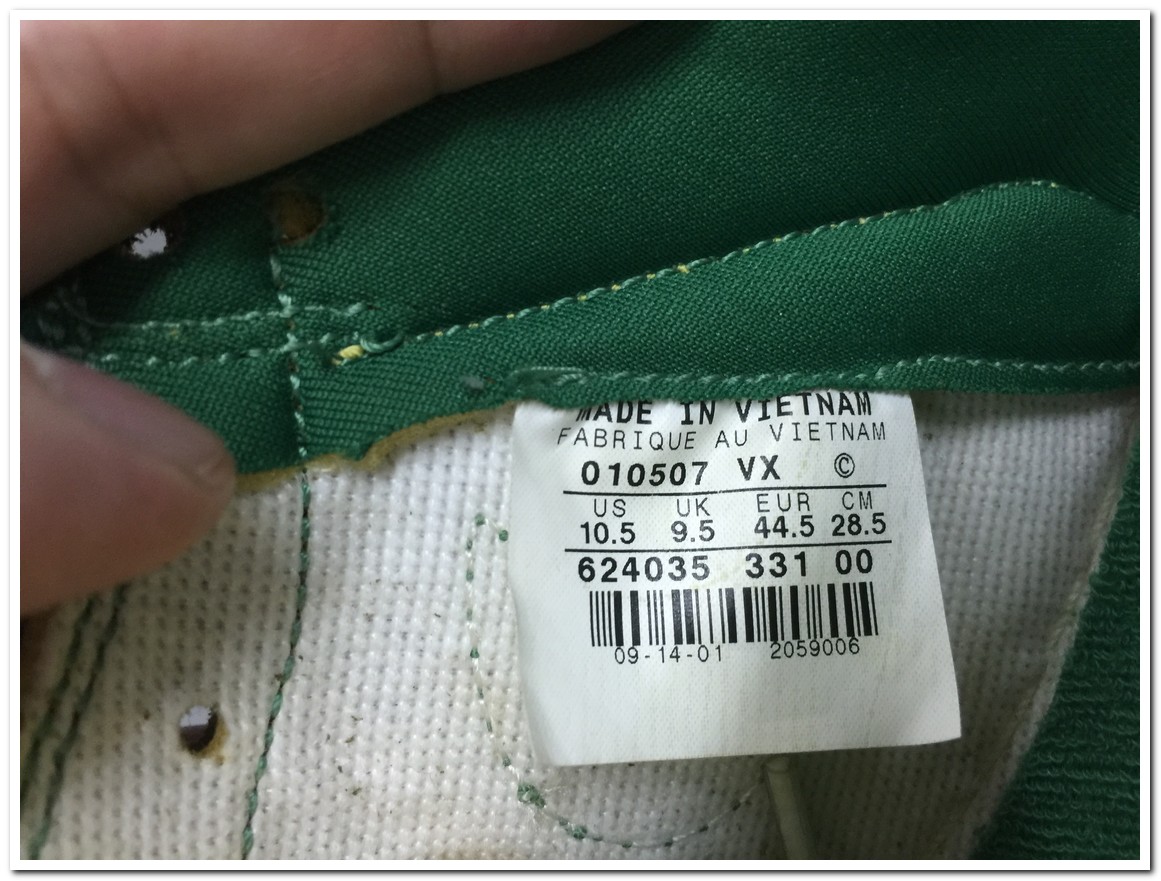 MADE IN VIETNAM
FABRIQUE AU VIETNAM
010507 VX ©
US UK EUR CM
10.5 9.5 44.5 28.5
624035 331 00
09-14-01 2059006